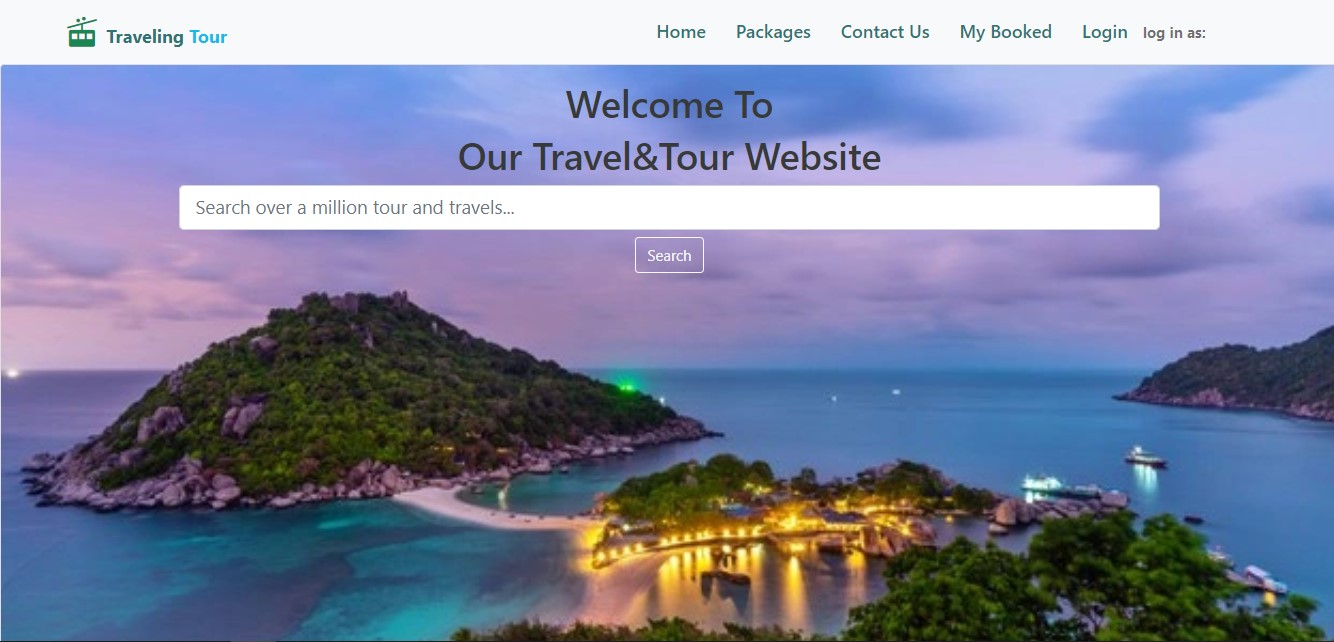 Traveling Tour
Home Packages Contact Us My Booked Login log in as:
Welcome To
Our Travel&Tour Website
Search over a million tour and travels...
Search